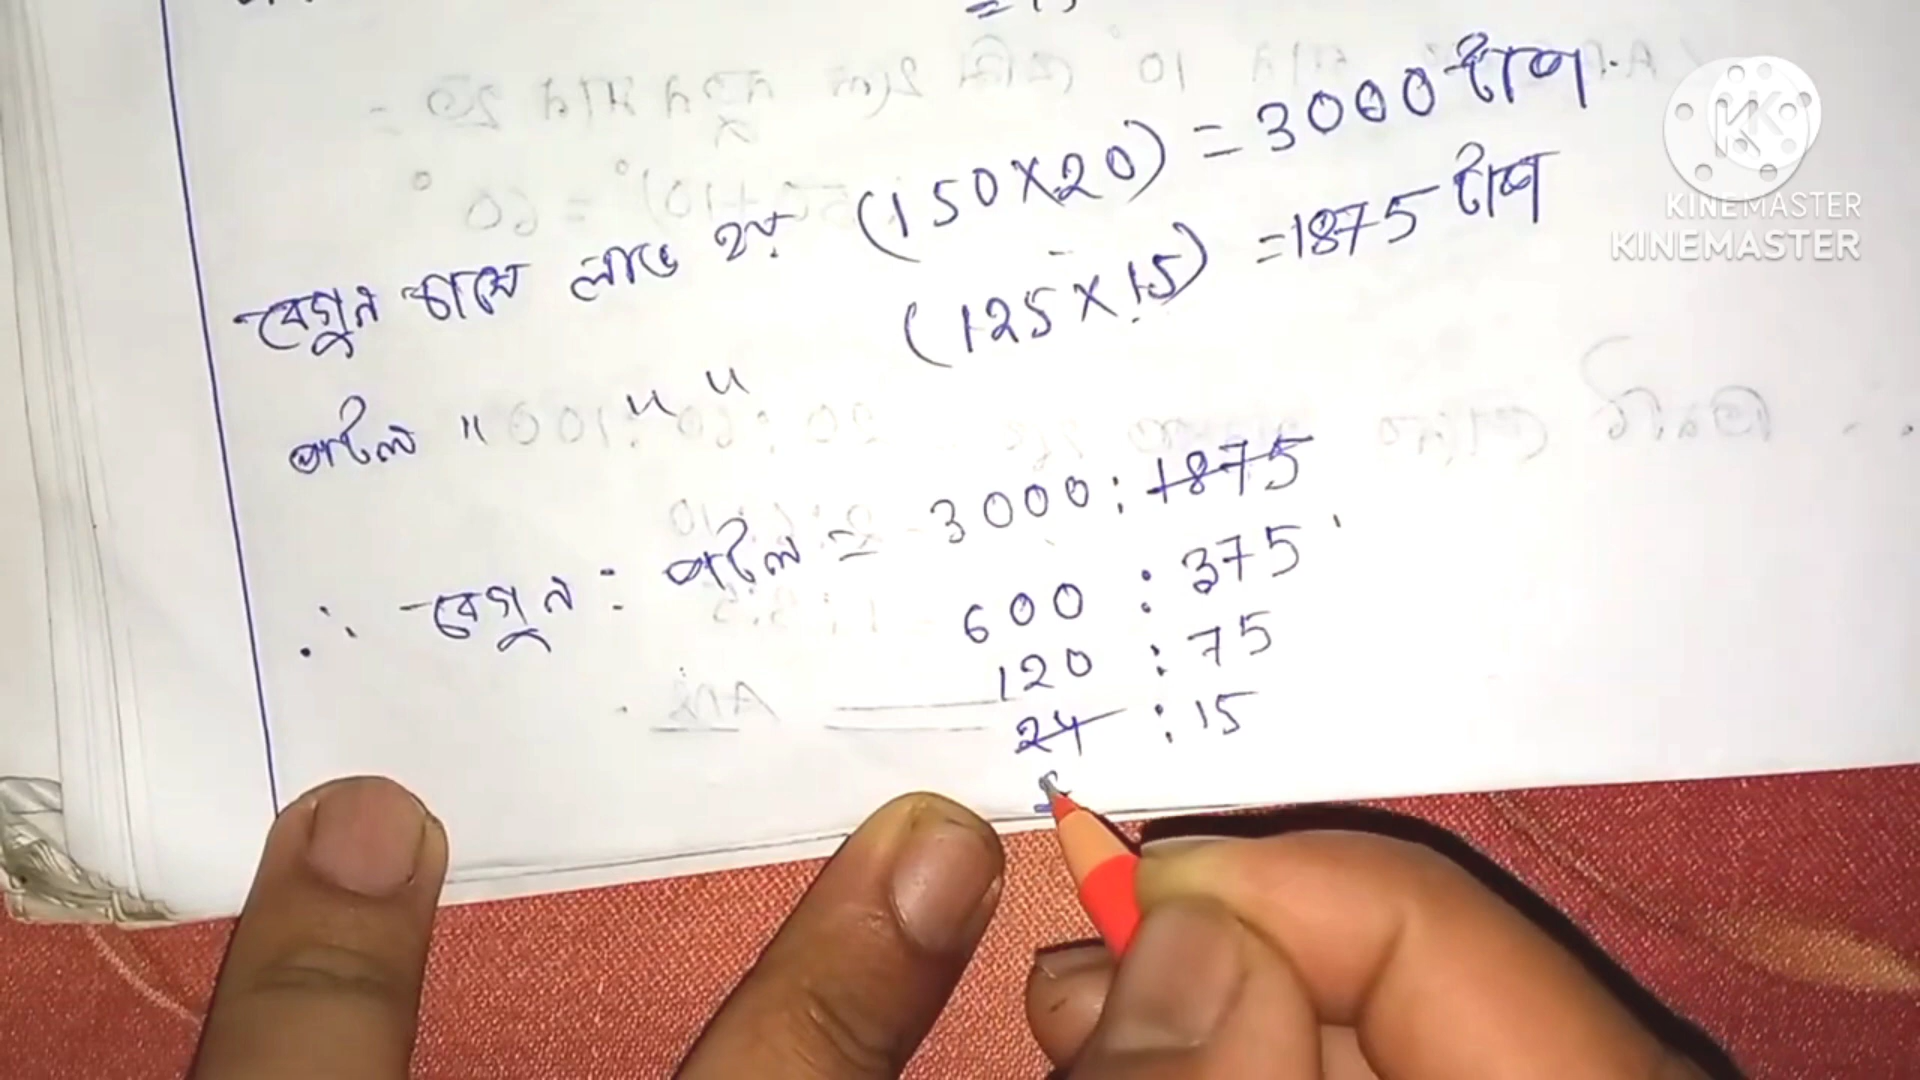 বেগুন চাষে লাভ হয় (150×20) = 3000 টাকা
পটল " " " (125×15) = 1875 টাকা
∴ বেগুন : পটল = 3000 : 1875
600 : 375
120 : 75
24 : 15
KINEMASTER
KINEMASTER